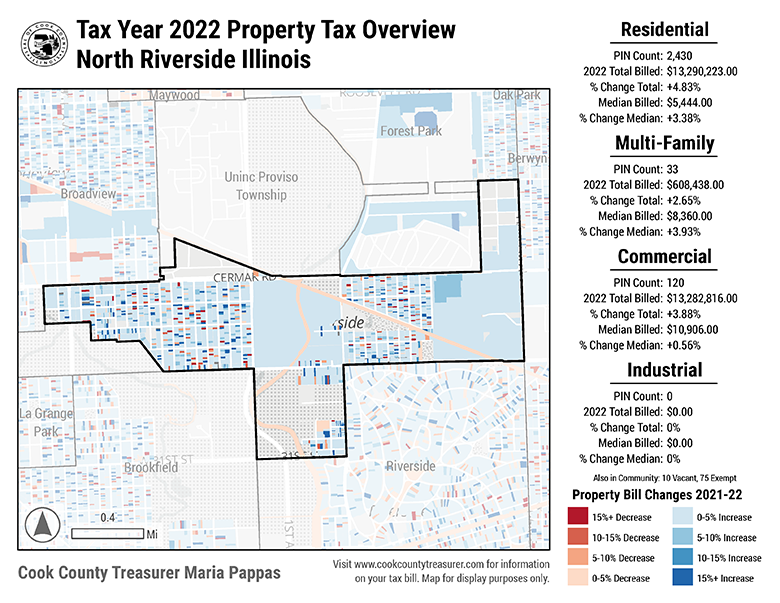 Tax Year 2022 Property Tax Overview
North Riverside Illinois
Maywood
Oak Park
Forest Park
Berwyn
Uninc Proviso
Township
Broadview
CERMAK RD
side
La Grange
Park
Brookfield
Riverside
0.4
Mi
Cook County Treasurer Maria Pappas
Visit www.cookcountytreasurer.com for information
on your tax bill. Map for display purposes only.
Residential
PIN Count: 2,430
2022 Total Billed: $13,290,223.00
% Change Total: +4.83%
Median Billed: $5,444.00
% Change Median: +3.38%
Multi-Family
PIN Count: 33
2022 Total Billed: $608,438.00
% Change Total: +2.65%
Median Billed: $8,360.00
% Change Median: +3.93%
Commercial
PIN Count: 120
2022 Total Billed: $13,282,816.00
% Change Total: +3.88%
Median Billed: $10,906.00
% Change Median: +0.56%
Industrial
PIN Count: 0
2022 Total Billed: $0.00
% Change Total: 0%
Median Billed: $0.00
% Change Median: 0%
Also in Community: 10 Vacant, 75 Exempt
Property Bill Changes 2021-22
15%+ Decrease
0-5% Increase
10-15% Decrease
5-10% Increase
5-10% Decrease
10-15% Increase
0-5% Decrease
15%+ Increase